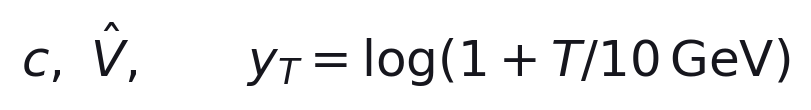 c, V̂, y_T = log(1 + T/10 GeV)